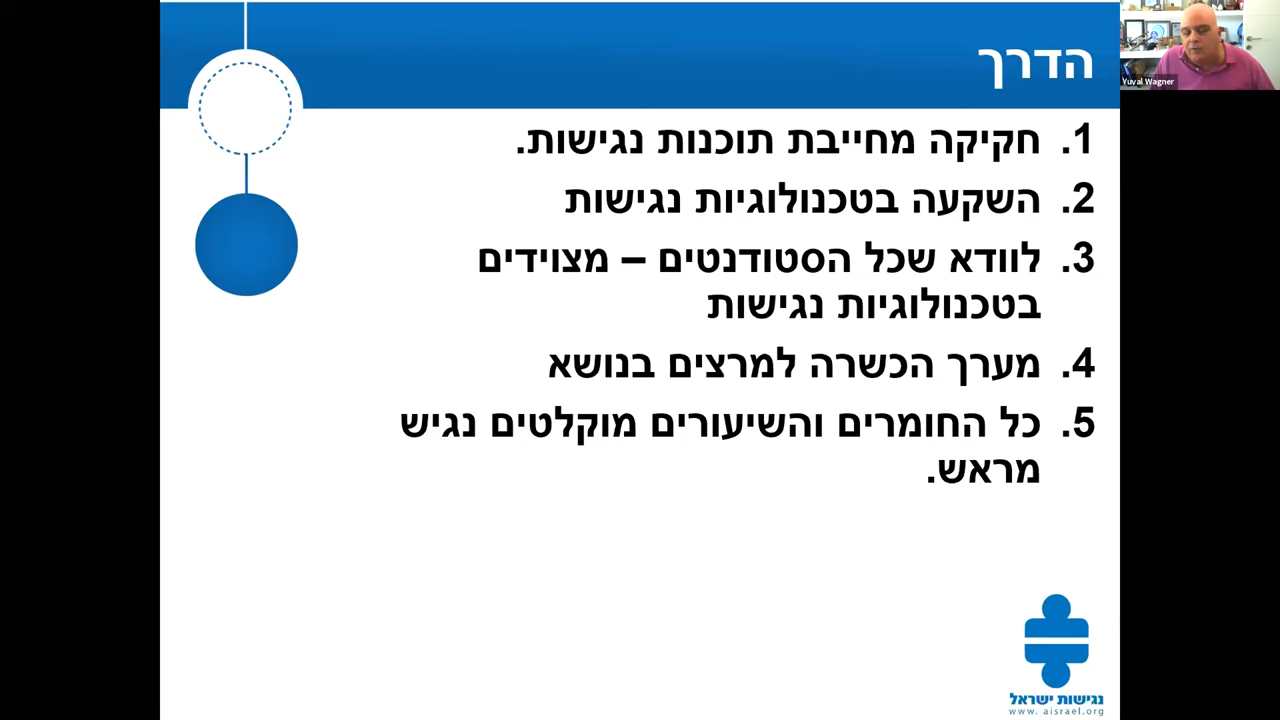 הדרך
1. חקיקה מחייבת תוכנות נגישות.
2. השקעה בטכנולוגיות נגישות
3. לוודא שכל הסטודנטים – מצוידים
בטכנולוגיות נגישות
4. מערך הכשרה למרצים בנושא
5. כל החומרים והשיעורים מוקלטים נגיש
מראש.
נגישות ישראל
www.aisrael.org
Yuval Wagner